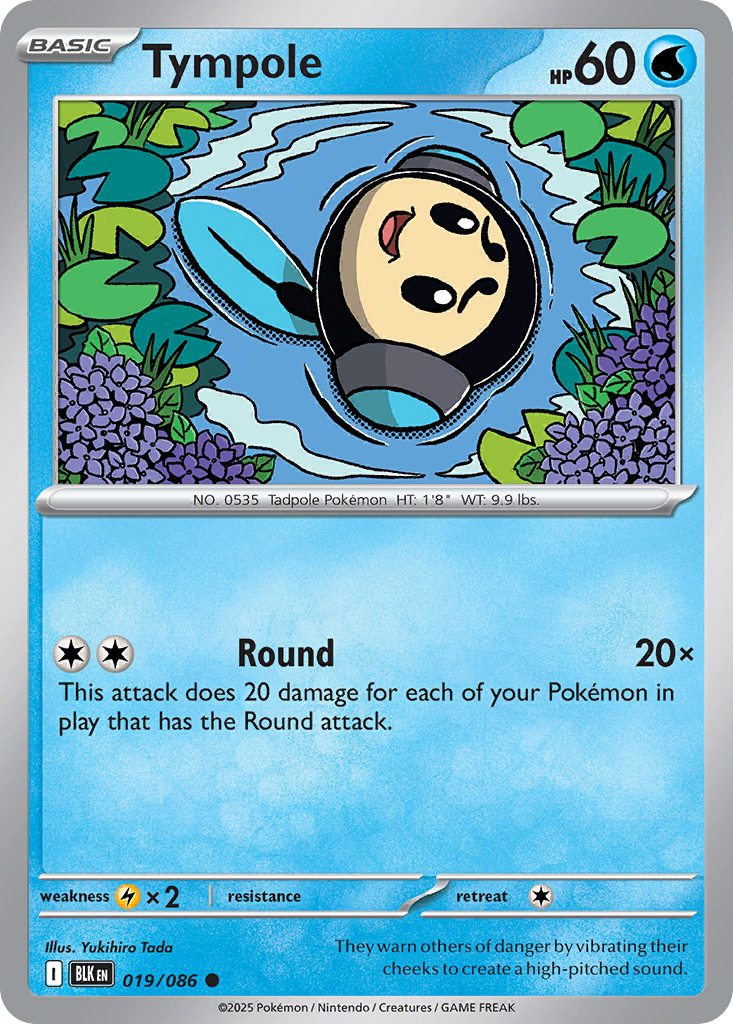 BASIC
Tympole
HP 60
NO. 0535 Tadpole Pokémon HT: 1'8" WT: 9.9 lbs.
Round 20×
This attack does 20 damage for each of your Pokémon in
play that has the Round attack.
weakness ×2 resistance retreat
Illus. Yukihiro Tada
They warn others of danger by vibrating their
cheeks to create a high-pitched sound.
I BLK EN 019/086
©2025 Pokémon / Nintendo / Creatures / GAME FREAK